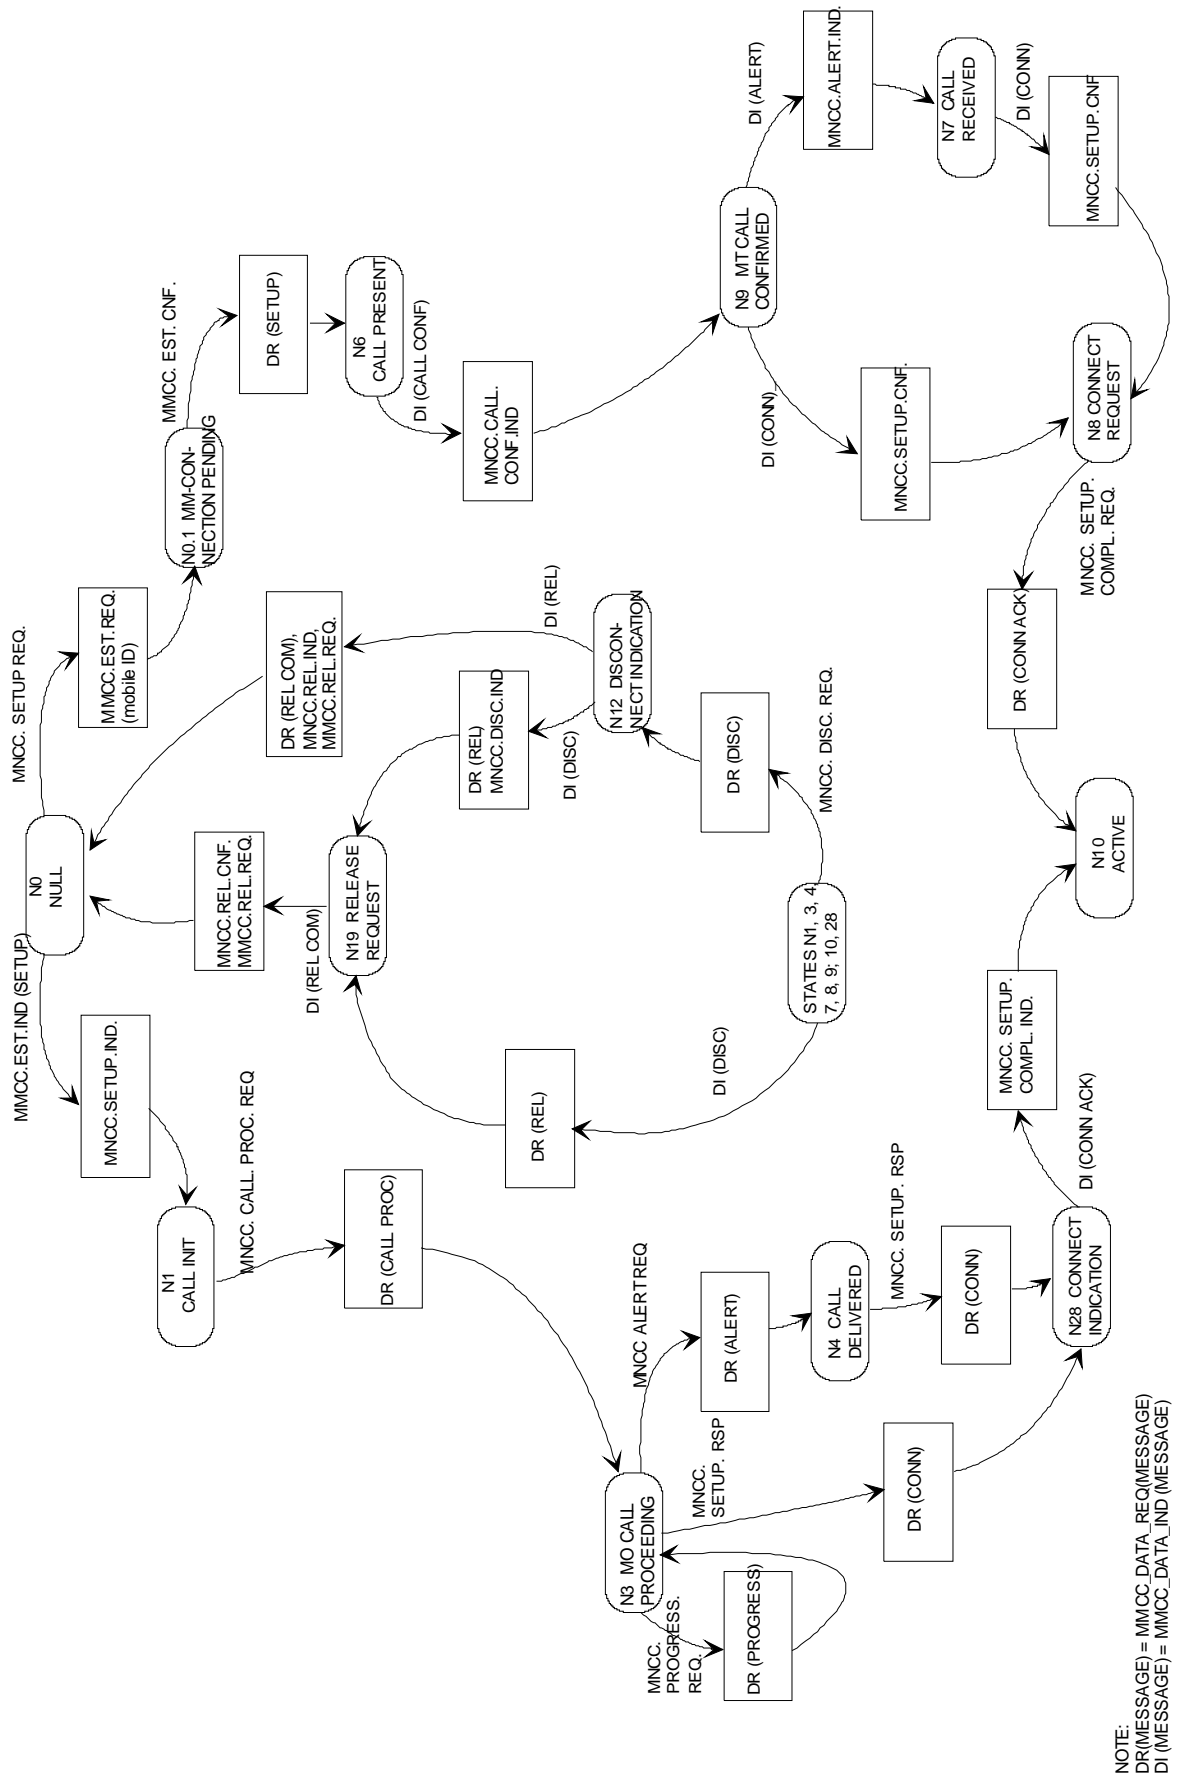 MMCC.EST.IND (SETUP)
N0
NULL
MNCC. SETUP REQ.
MNCC.SETUP.IND.
MMCC.EST.REQ.
(mobile ID)
N1
CALL INIT
MNCC. CALL. PROC. REQ
MNCC.REL.CNF.
MMCC.REL.REQ.
N0.1 MM-CON-
NECTION PENDING
MMCC. EST. CNF.
DR (SETUP)
DR (REL COM),
MNCC.REL.IND,
MMCC.REL.REQ.
DI (REL COM)
DR (CALL PROC)
N19 RELEASE
REQUEST
N6
CALL PRESENT
DI (CALL CONF)
DR (REL)
MNCC.DISC.IND
MNCC.CALL.
CONF.IND
DR (REL)
DI (DISC)
DI (REL)
N12 DISCON-
NECT INDICATION
N3 MO CALL
PROCEEDING
MNCC ALERT REQ
MNCC.
SETUP. RSP
MNCC.
PROGRESS.
REQ.
DR (ALERT)
DI (DISC)
DR (DISC)
DR (PROGRESS)
N9 MT CALL
CONFIRMED
DI (ALERT)
DI (CONN)
STATES N1, 3, 4,
7, 8, 9; 10, 28
MNCC. DISC. REQ.
N4 CALL
DELIVERED
MNCC. SETUP. RSP
MNCC.ALERT.IND.
MNCC.SETUP.CNF.
DR (CONN)
DR (CONN)
N7 CALL
RECEIVED
DI (CONN)
MNCC. SETUP.
COMPL. IND.
DR (CONN ACK)
MNCC.SETUP.CNF
N28 CONNECT
INDICATION
DI (CONN ACK)
N10
ACTIVE
MNCC. SETUP.
COMPL. REQ.
N8 CONNECT
REQUEST
NOTE:
DR(MESSAGE) = MMCC_DATA_REQ(MESSAGE)
DI (MESSAGE) = MMCC_DATA_IND (MESSAGE)